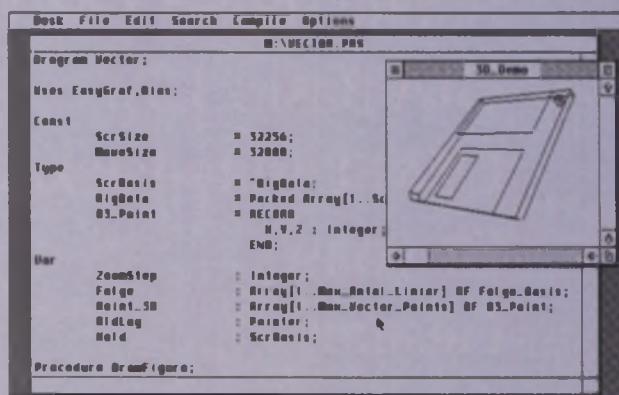 Desk File Edit Search Compile Options
M:\VECTOR.PAS
3D_Demo
Program Vector;
Uses EasyGraf,Bios;
Const
ScrSize = 32256;
MoveSize = 32000;
Type
ScrBasis = ^BigData;
BigData = Packed Array[1..Sc
D3_Point = RECORD
X,Y,Z : Integer;
END;
Var
ZoomStep : Integer;
Folge : Array[1..Max_Antal_Linier] OF Folge_Basis;
Point_3D : Array[1..Max_Vector_Points] OF D3_Point;
OldLog : Pointer;
Hold : ScrBasis;
Procedure DrawFigure;